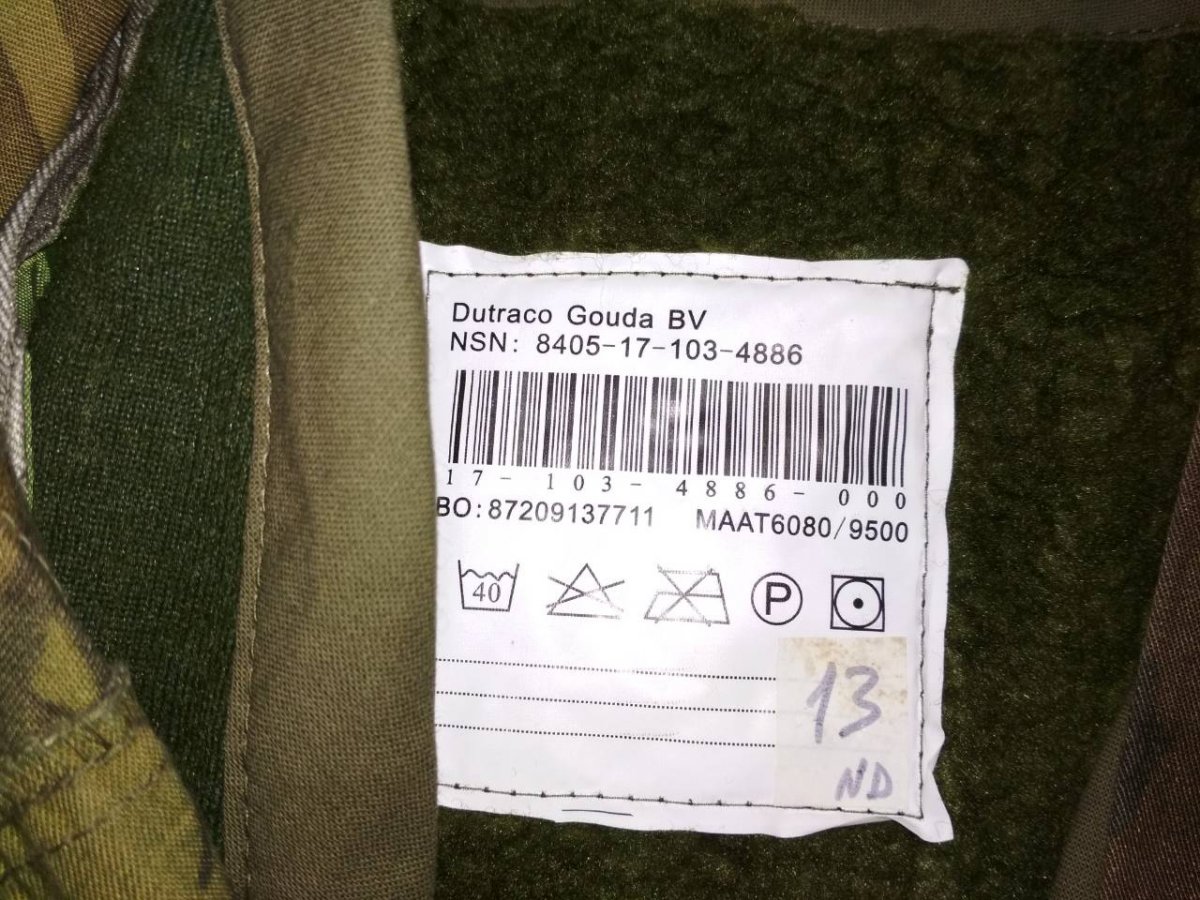 Dutraco Gouda BV
NSN: 8405-17-103-4886
17-103-4886-000
BO:87209137711 MAAT6080/9500
40
P
13
ND